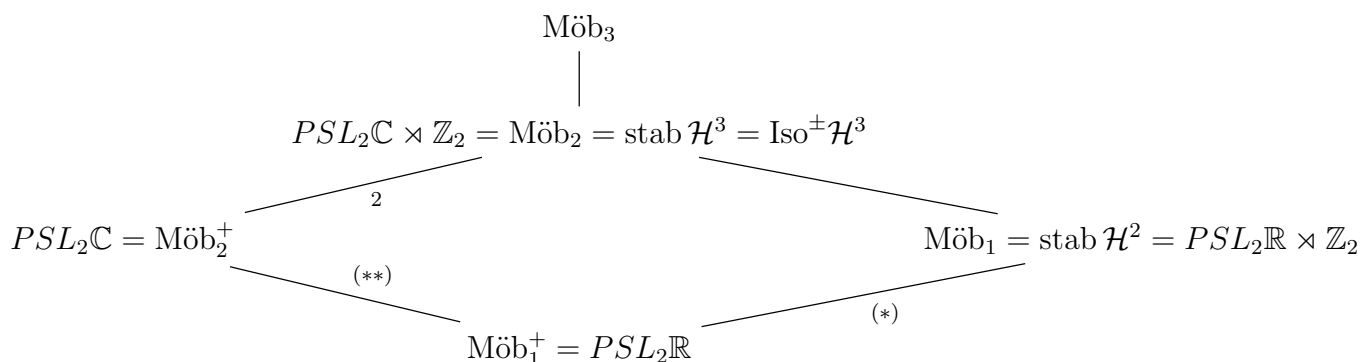 Möb₃
PSL₂ℂ ⋊ ℤ₂ = Möb₂ = stab ℋ³ = Iso^±ℋ³
2
PSL₂ℂ = Möb₂⁺
Möb₁ = stab ℋ² = PSL₂ℝ ⋊ ℤ₂
(**)
(*)
Möb₁⁺ = PSL₂ℝ